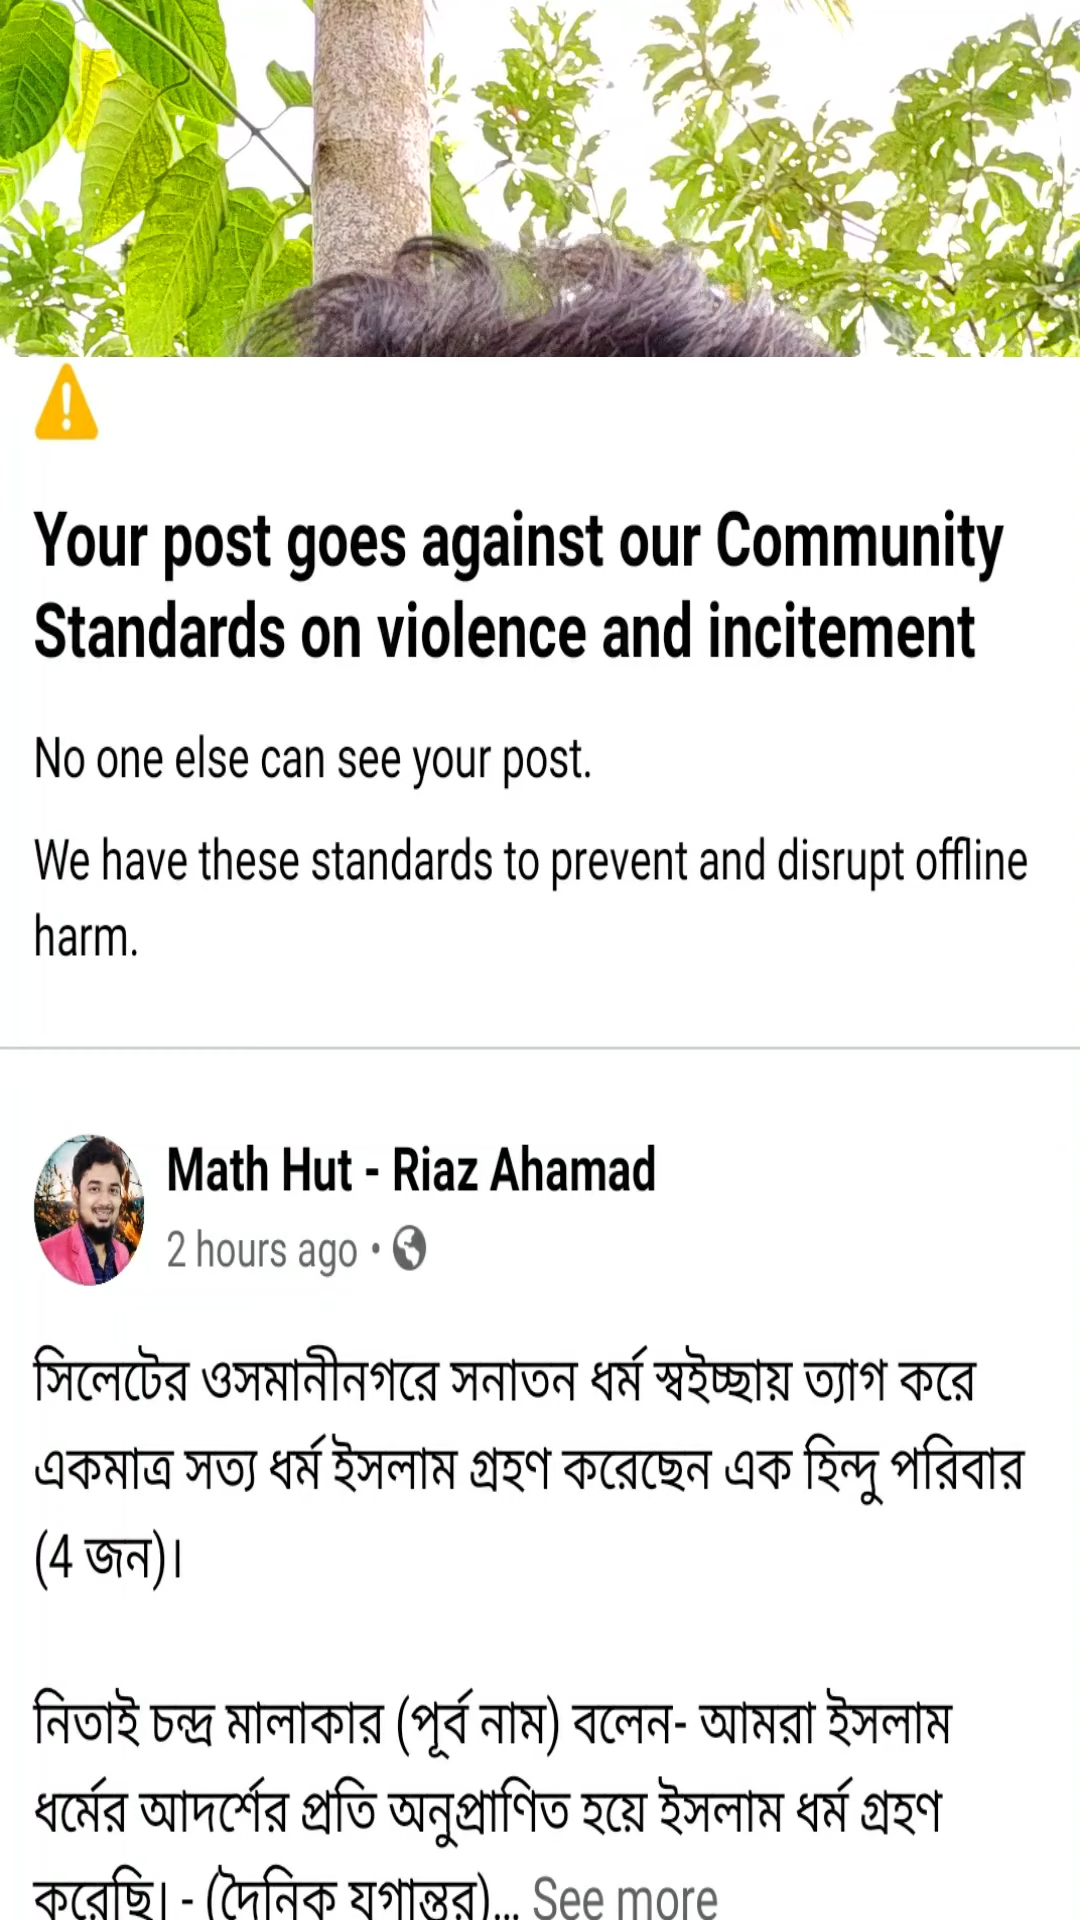 Your post goes against our Community
Standards on violence and incitement
No one else can see your post.
We have these standards to prevent and disrupt offline
harm.
Math Hut - Riaz Ahamad
2 hours ago •
সিলেটের ওসমানীনগরে সনাতন ধর্ম স্বইচ্ছায় ত্যাগ করে
একমাত্র সত্য ধর্ম ইসলাম গ্রহণ করেছেন এক হিন্দু পরিবার
(4 জন)।
নিতাই চন্দ্র মালাকার (পূর্ব নাম) বলেন- আমরা ইসলাম
ধর্মের আদর্শের প্রতি অনুপ্রাণিত হয়ে ইসলাম ধর্ম গ্রহণ
করেছি। - (দৈনিক যুগান্তর)... See more